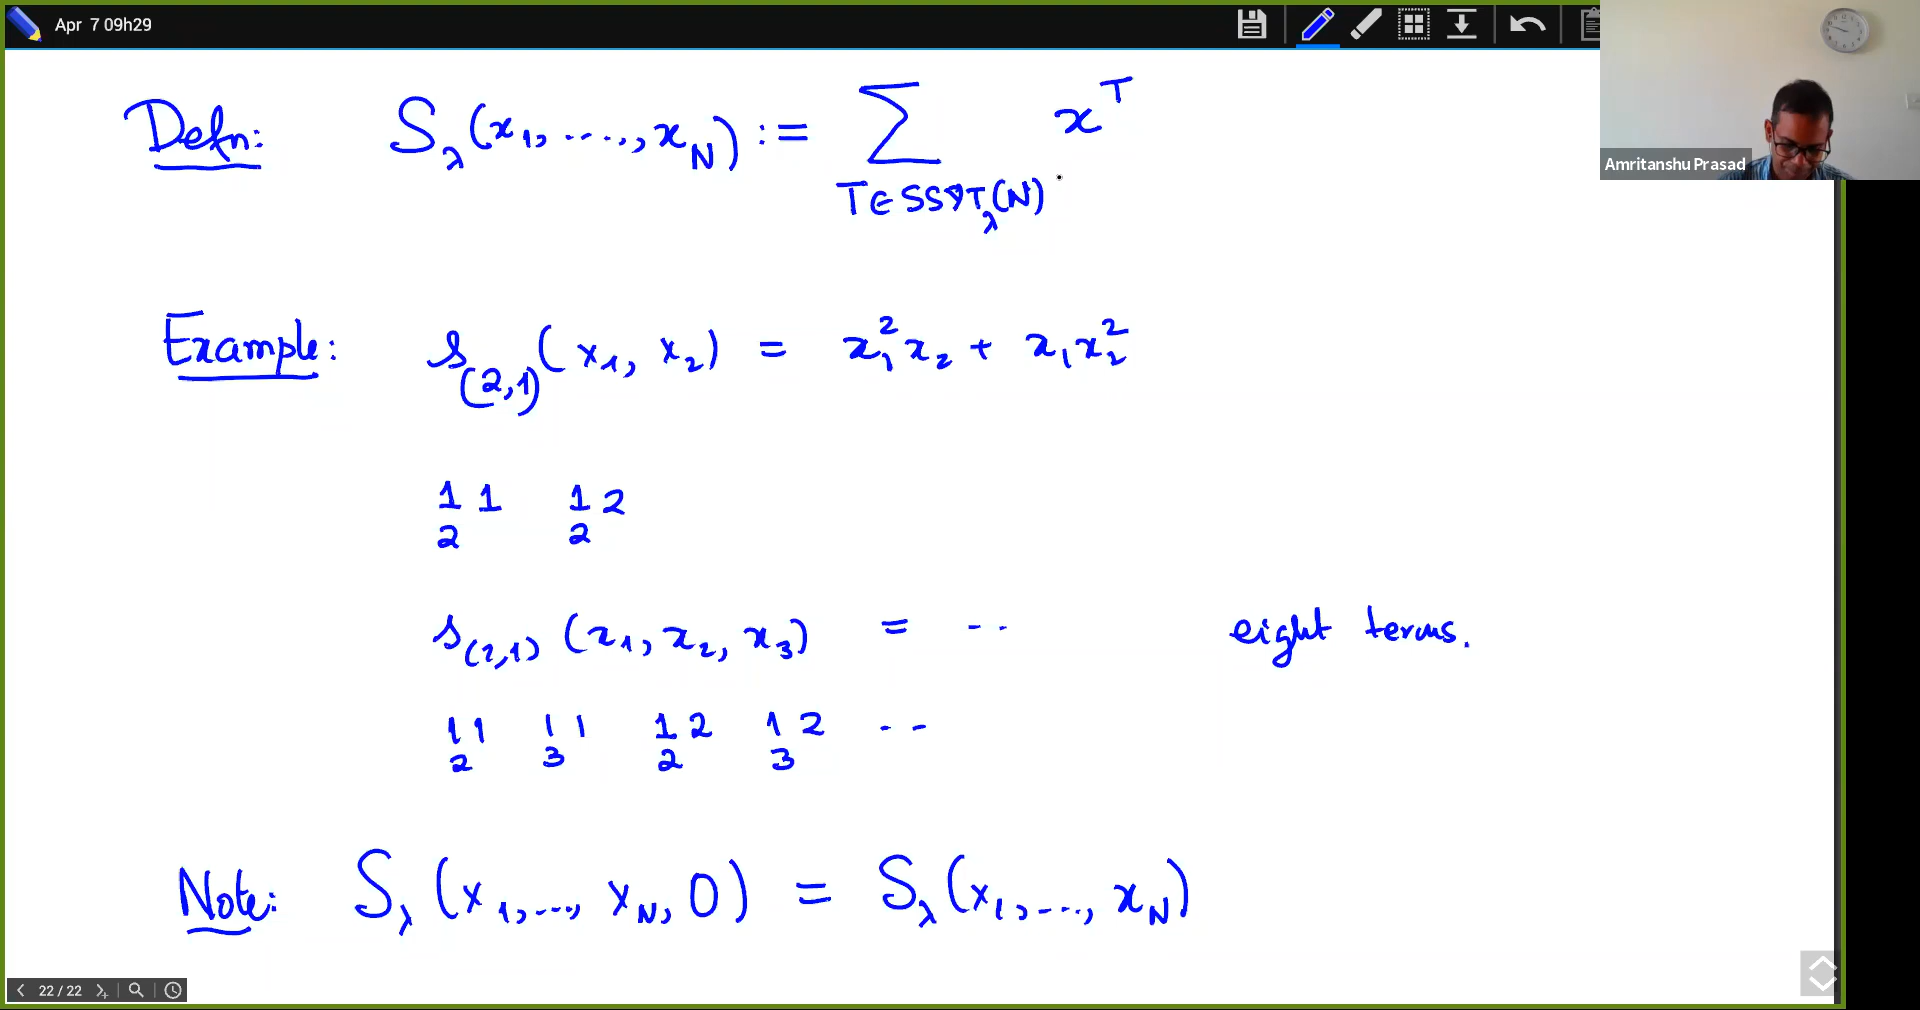 Apr 7 09h29
Amritanshu Prasad
Defn: S_λ(x_1, ...., x_N) := ∑_{T ∈ SSYT_λ(N)} x^T
Example: s_(2,1)(x_1, x_2) = x_1^2 x_2 + x_1 x_2^2
1 1 1 2
2 2
s_(2,1)(x_1, x_2, x_3) = -- eight terms.
1 1 1 1 1 2 1 2 --
2 3 2 3
Note: S_λ(x_1, ..., x_N, 0) = S_λ(x_1, ..., x_N)
22 / 22